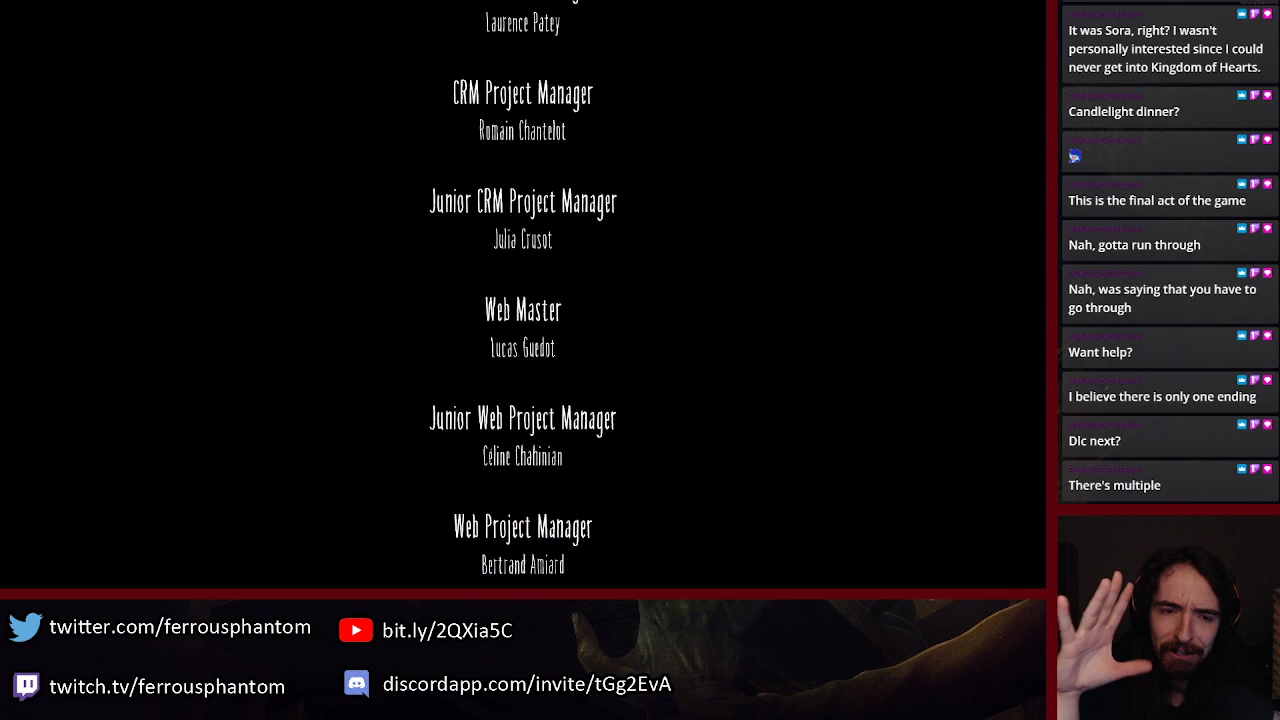 Laurence Patey
CRM Project Manager
Romain Chantelot
Junior CRM Project Manager
Julia Crusot
Web Master
Lucas Guedot
Junior Web Project Manager
Céline Chahinian
Web Project Manager
Bertrand Amiard
It was Sora, right? I wasn't
personally interested since I could
never get into Kingdom of Hearts.
Candlelight dinner?
This is the final act of the game
Nah, gotta run through
Nah, was saying that you have to
go through
Want help?
I believe there is only one ending
Dlc next?
There's multiple
twitter.com/ferrousphantom
bit.ly/2QXia5C
twitch.tv/ferrousphantom
discordapp.com/invite/tGg2EvA